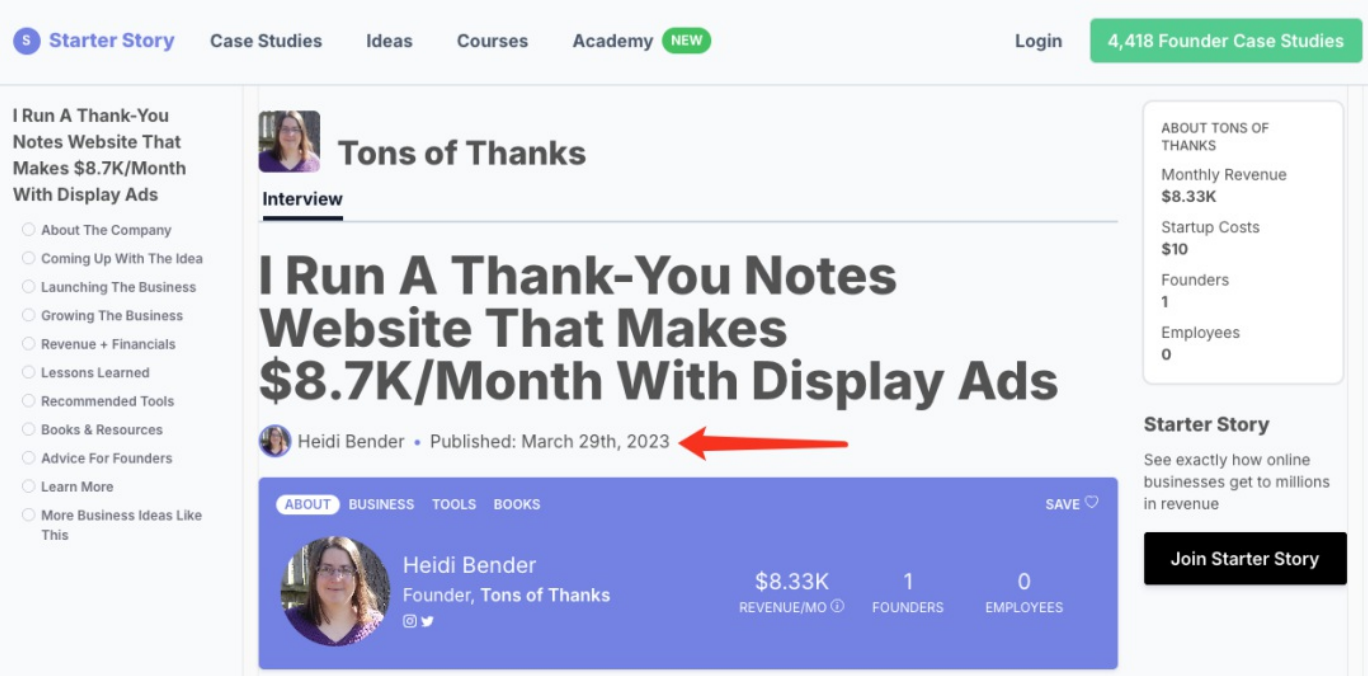 S Starter Story
Case Studies
Ideas
Courses
Academy NEW
Login
4,418 Founder Case Studies
I Run A Thank-You
Notes Website That
Makes $8.7K/Month
With Display Ads
About The Company
Coming Up With The Idea
Launching The Business
Growing The Business
Revenue + Financials
Lessons Learned
Recommended Tools
Books & Resources
Advice For Founders
Learn More
More Business Ideas Like
This
Tons of Thanks
Interview
I Run A Thank-You Notes
Website That Makes
$8.7K/Month With Display Ads
Heidi Bender • Published: March 29th, 2023
ABOUT BUSINESS TOOLS BOOKS
SAVE
Heidi Bender
Founder, Tons of Thanks
$8.33K
REVENUE/MO
1
FOUNDERS
0
EMPLOYEES
ABOUT TONS OF
THANKS
Monthly Revenue
$8.33K
Startup Costs
$10
Founders
1
Employees
0
Starter Story
See exactly how online
businesses get to millions
in revenue
Join Starter Story